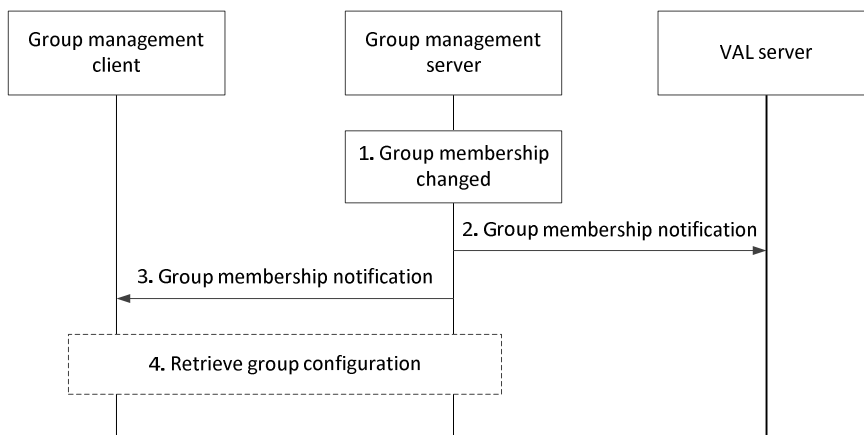 Group management
client
Group management
server
VAL server
1. Group membership
changed
2. Group membership notification
3. Group membership notification
4. Retrieve group configuration